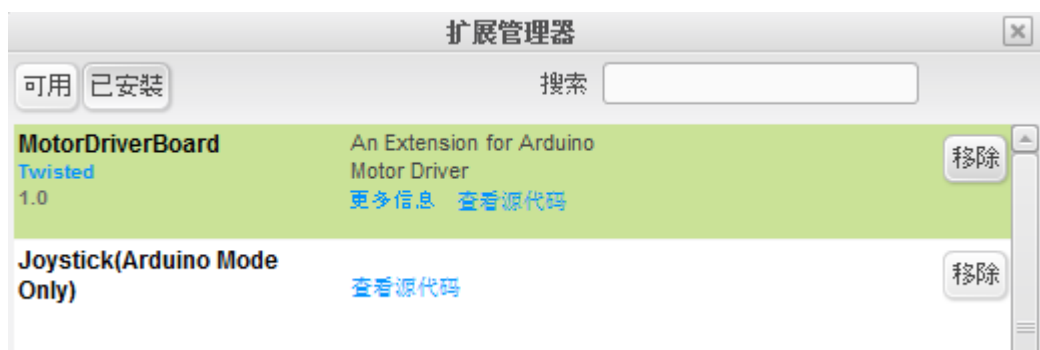 扩展管理器
可用 已安装 搜索
MotorDriverBoard
Twisted
1.0
An Extension for Arduino
Motor Driver
更多信息 查看源代码
移除
Joystick(Arduino Mode
Only)
查看源代码
移除